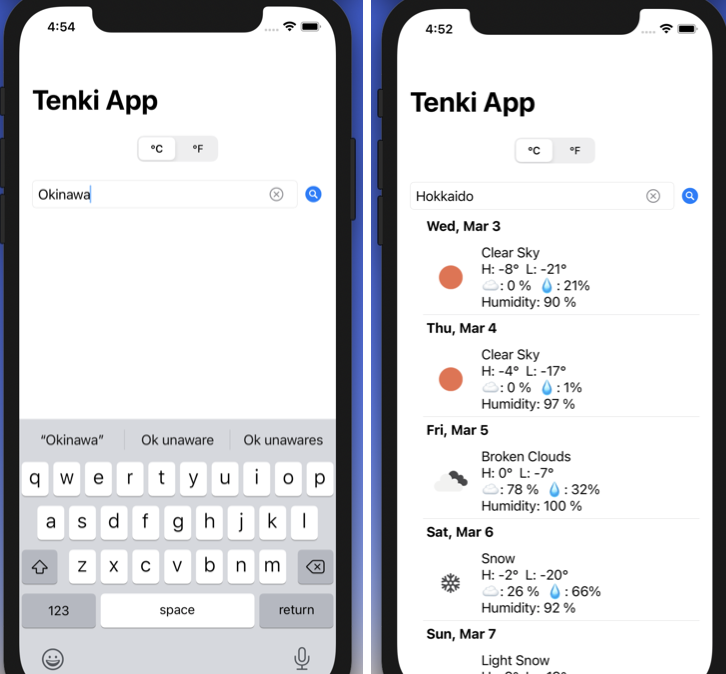 4:54
Tenki App
°C °F
Okinawa
“Okinawa” Ok unaware Ok unawares
q w e r t y u i o p
a s d f g h j k l
z x c v b n m
123 space return
4:52
Tenki App
°C °F
Hokkaido
Wed, Mar 3
Clear Sky
H: -8° L: -21°
☁️: 0 % 💧: 21%
Humidity: 90 %
Thu, Mar 4
Clear Sky
H: -4° L: -17°
☁️: 0 % 💧: 1%
Humidity: 97 %
Fri, Mar 5
Broken Clouds
H: 0° L: -7°
☁️: 78 % 💧: 32%
Humidity: 100 %
Sat, Mar 6
Snow
H: -2° L: -20°
☁️: 26 % 💧: 66%
Humidity: 92 %
Sun, Mar 7
Light Snow